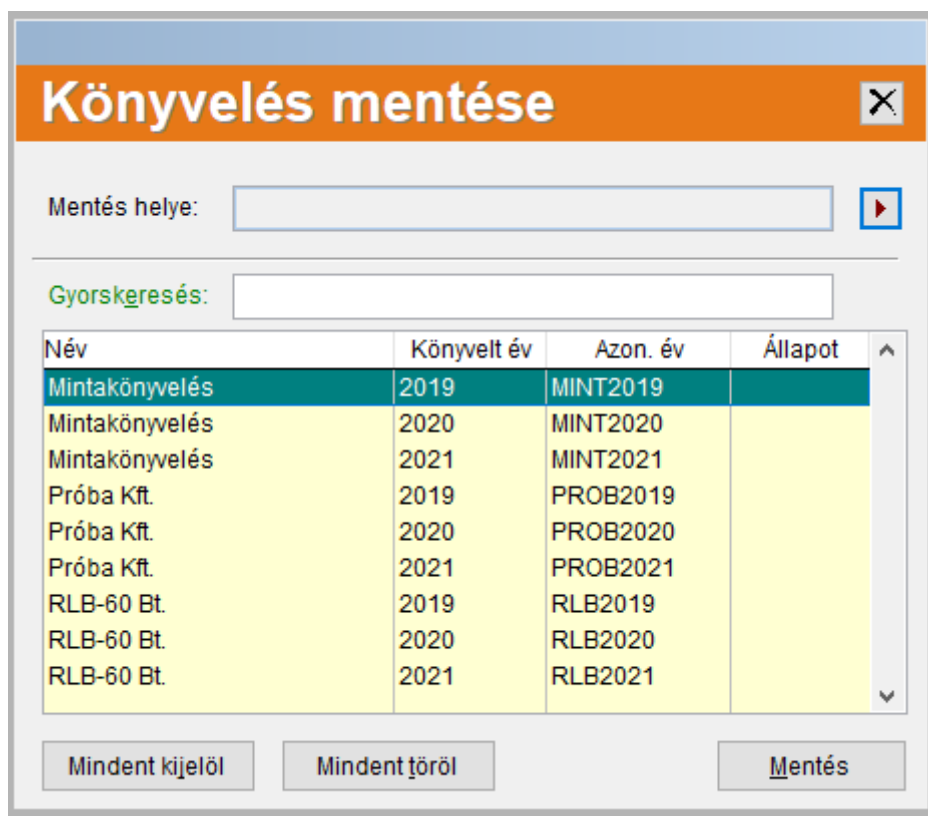 Könyvelés mentése
Mentés helye:
Gyorskeresés:
Név Könyvelt év Azon. év Állapot
Mintakönyvelés 2019 MINT2019
Mintakönyvelés 2020 MINT2020
Mintakönyvelés 2021 MINT2021
Próba Kft. 2019 PROB2019
Próba Kft. 2020 PROB2020
Próba Kft. 2021 PROB2021
RLB-60 Bt. 2019 RLB2019
RLB-60 Bt. 2020 RLB2020
RLB-60 Bt. 2021 RLB2021
Mindent kijelöl Mindent töröl Mentés